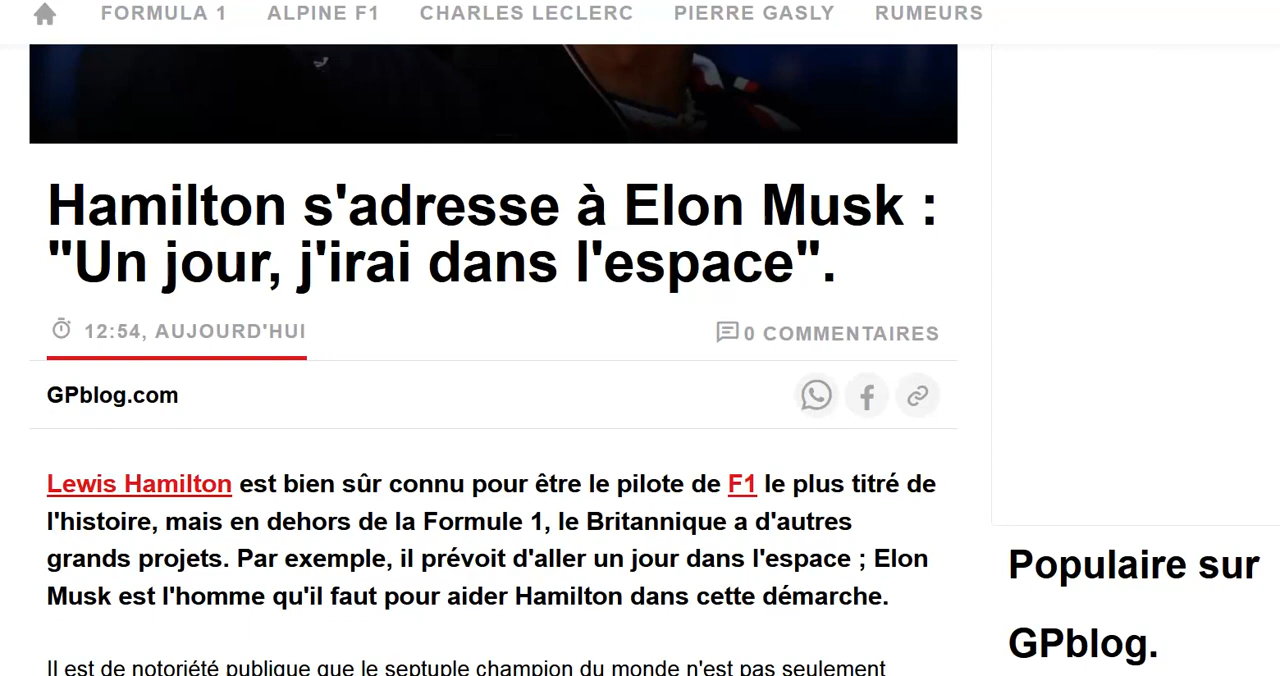 FORMULA 1 ALPINE F1 CHARLES LECLERC PIERRE GASLY RUMEURS
Hamilton s'adresse à Elon Musk :
"Un jour, j'irai dans l'espace".
12:54, AUJOURD'HUI
0 COMMENTAIRES
GPblog.com
Lewis Hamilton est bien sûr connu pour être le pilote de F1 le plus titré de
l'histoire, mais en dehors de la Formule 1, le Britannique a d'autres
grands projets. Par exemple, il prévoit d'aller un jour dans l'espace ; Elon
Musk est l'homme qu'il faut pour aider Hamilton dans cette démarche.
Il est de notoriété publique que le septuple champion du monde n'est pas seulement
Populaire sur
GPblog.